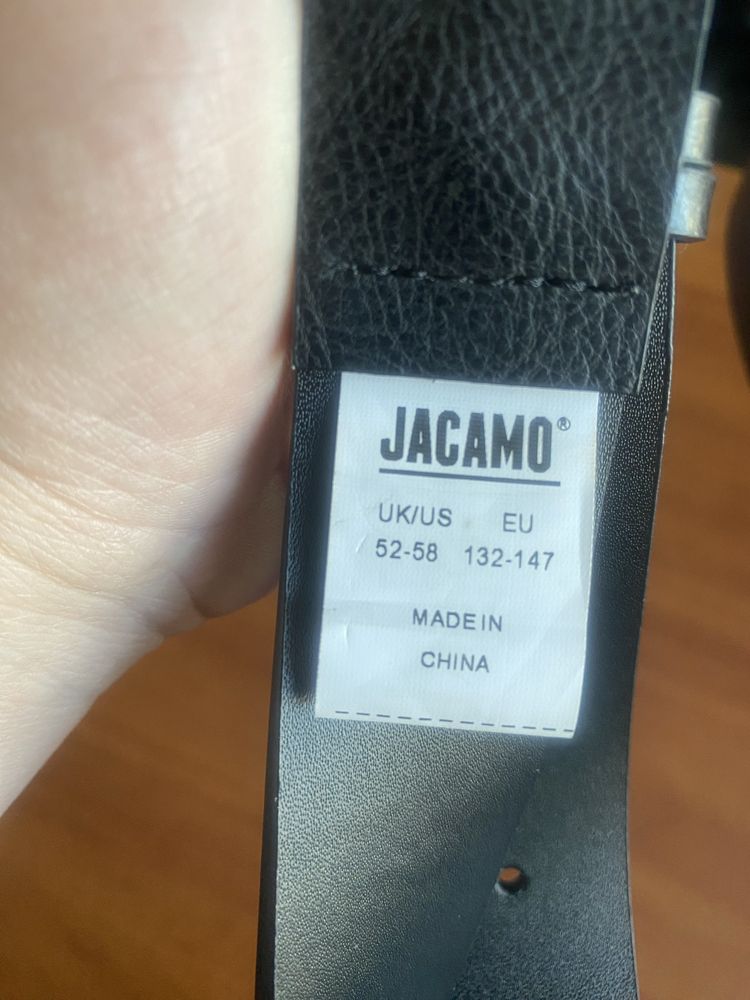 JACAMO®
UK/US EU
52-58 132-147
MADE IN
CHINA